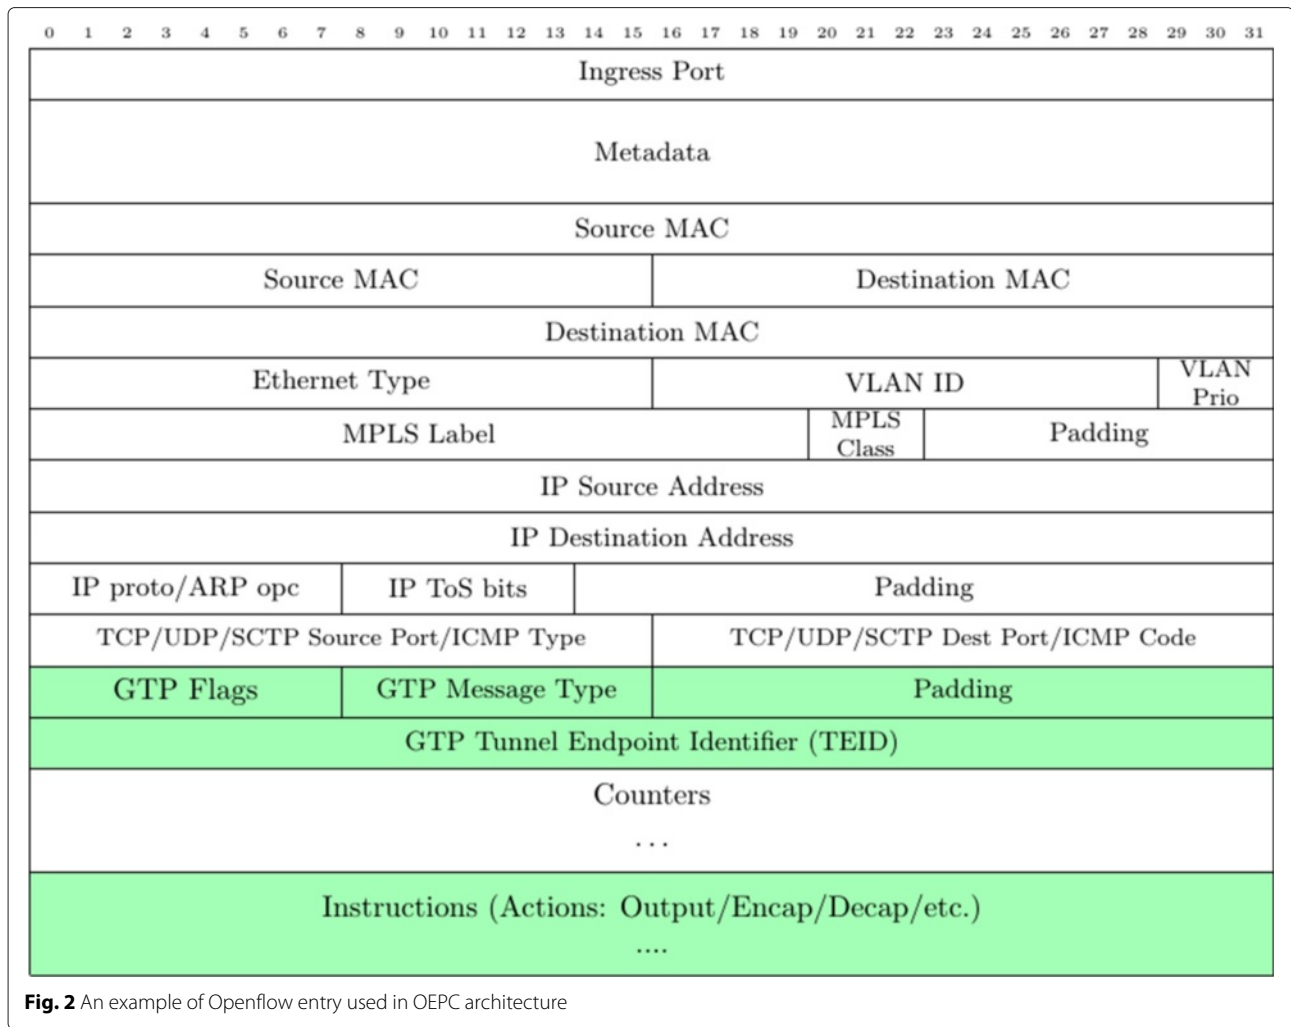 0 1 2 3 4 5 6 7 8 9 10 11 12 13 14 15 16 17 18 19 20 21 22 23 24 25 26 27 28 29 30 31
Ingress Port
Metadata
Source MAC
Source MAC Destination MAC
Destination MAC
Ethernet Type VLAN ID VLAN
Prio
MPLS Label MPLS
Class Padding
IP Source Address
IP Destination Address
IP proto/ARP opc IP ToS bits Padding
TCP/UDP/SCTP Source Port/ICMP Type TCP/UDP/SCTP Dest Port/ICMP Code
GTP Flags GTP Message Type Padding
GTP Tunnel Endpoint Identifier (TEID)
Counters
...
Instructions (Actions: Output/Encap/Decap/etc.)
....
Fig. 2 An example of Openflow entry used in OEPC architecture